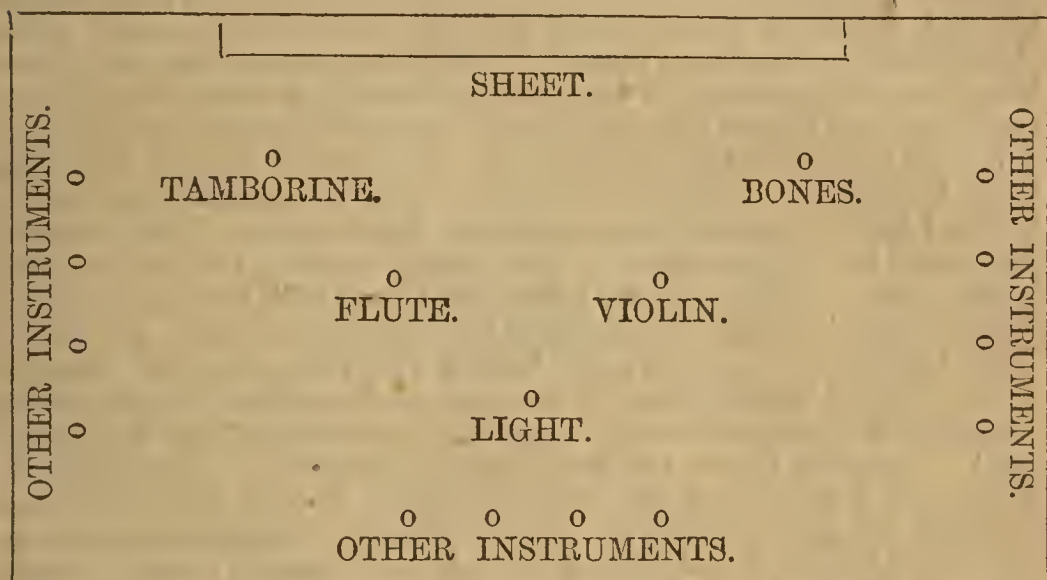 SHEET.
OTHER INSTRUMENTS.
o
o
o
o
o
TAMBORINE.
o
BONES.
o
o
o
o
OTHER INSTRUMENTS.
o
FLUTE.
o
VIOLIN.
o
LIGHT.
o o o o
OTHER INSTRUMENTS.